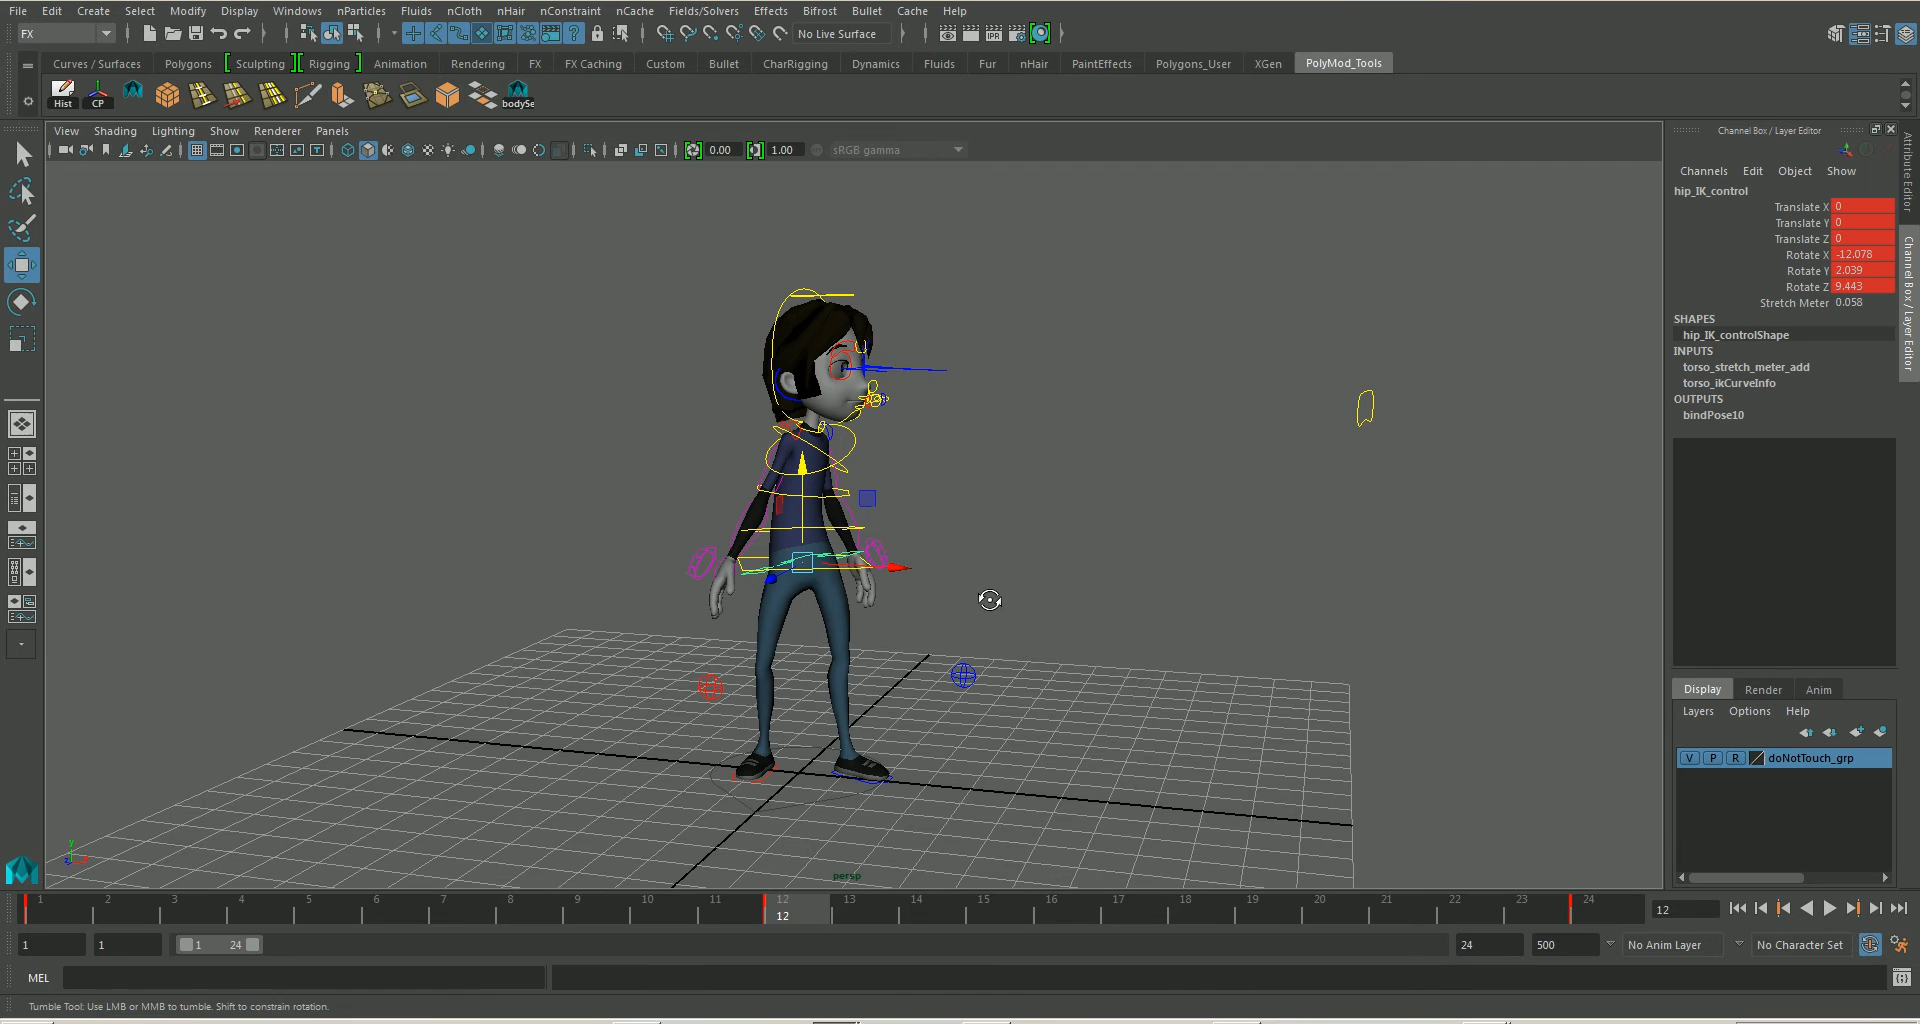 File Edit Create Select Modify Display Windows nParticles Fluids nCloth nHair nConstraint nCache Fields/Solvers Effects Bifrost Bullet Cache Help
FX No Live Surface
Curves / Surfaces Polygons Sculpting Rigging Animation Rendering FX FX Caching Custom Bullet CharRigging Dynamics Fluids Fur nHair PaintEffects Polygons_User XGen PolyMod_Tools
Hist CP bodySe
View Shading Lighting Show Renderer Panels
0.00 1.00 sRGB gamma
Channel Box / Layer Editor
Channels Edit Object Show
hip_IK_control
Translate X 0
Translate Y 0
Translate Z 0
Rotate X -12.078
Rotate Y 2.039
Rotate Z 9.443
Stretch Meter 0.058
SHAPES
hip_IK_controlShape
INPUTS
torso_stretch_meter_add
torso_ikCurveInfo
OUTPUTS
bindPose10
Attribute Editor
Channel Box / Layer Editor
Display Render Anim
Layers Options Help
V P R doNotTouch_grp
y
z
persp
1 2 3 4 5 6 7 8 9 10 11 12 13 14 15 16 17 18 19 20 21 22 23 24
12
12
1 1 1 24 24 500 No Anim Layer No Character Set
MEL
Tumble Tool: Use LMB or MMB to tumble. Shift to constrain rotation.